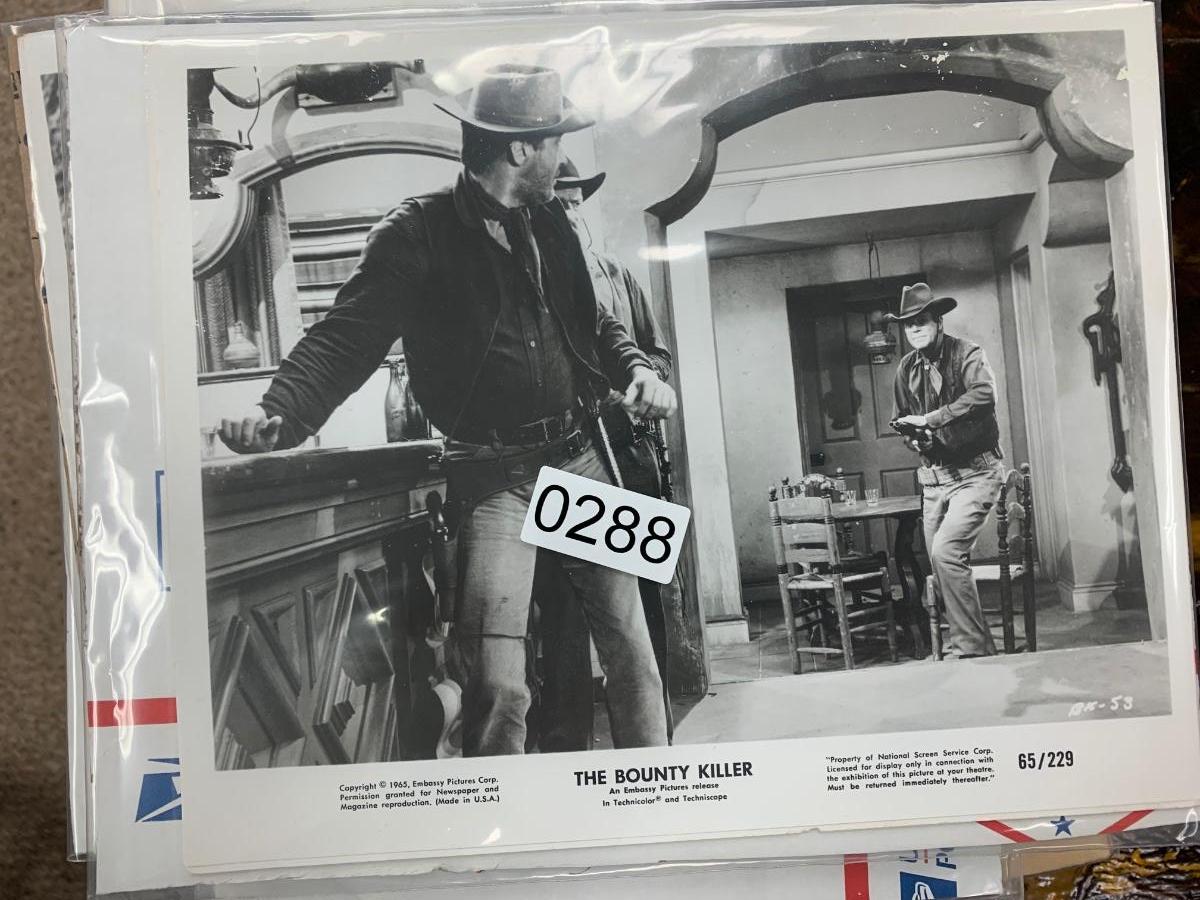 0288
BK-53
Copyright © 1965, Embassy Pictures Corp.
Permission granted for Newspaper and
Magazine reproduction. (Made in U.S.A.)
THE BOUNTY KILLER
An Embassy Pictures release
In Technicolor® and Techniscope
"Property of National Screen Service Corp.
Licensed for display only in connection with
the exhibition of this picture at your theatre.
Must be returned immediately thereafter."
65/229